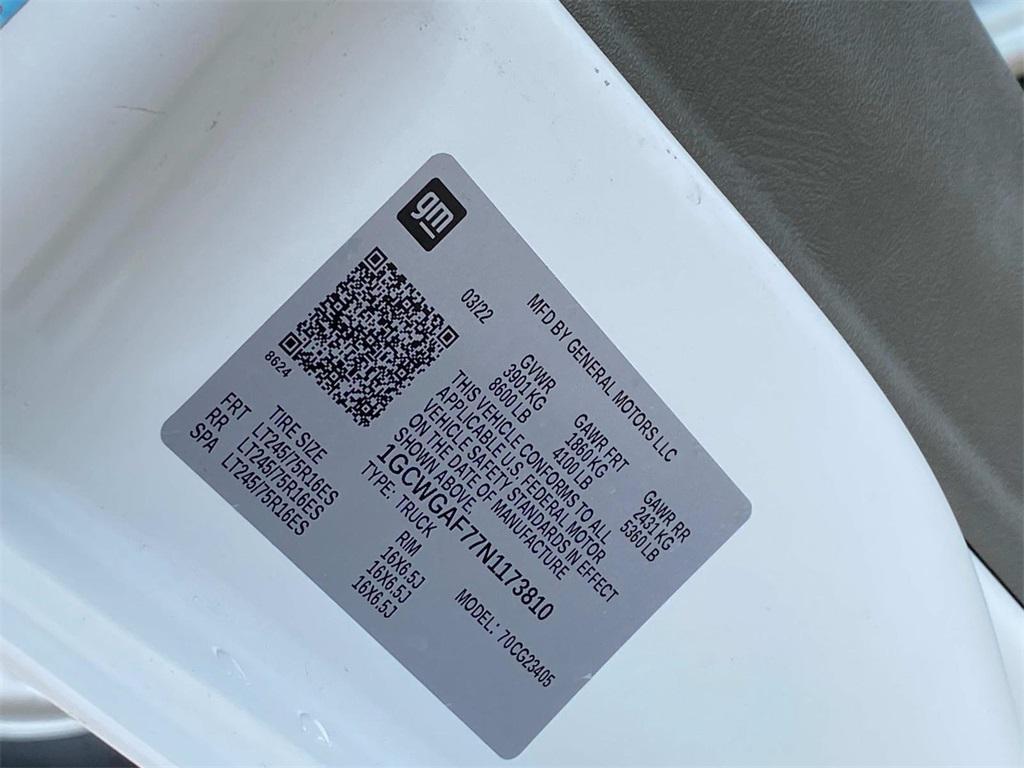 gm
03/22
MFD BY GENERAL MOTORS LLC
GVWR GAWR FRT GAWR RR
3901 KG 1860 KG 2431 KG
8600 LB 4100 LB 5360 LB
THIS VEHICLE CONFORMS TO ALL
APPLICABLE US FEDERAL MOTOR
VEHICLE SAFETY STANDARDS IN EFFECT
ON THE DATE OF MANUFACTURE
SHOWN ABOVE.
1GCWGAF77N1173810
TYPE: TRUCK MODEL: 70CG23405
8624
TIRE SIZE RIM
FRT LT245/75R16ES 16X6.5J
RR LT245/75R16ES 16X6.5J
SPA LT245/75R16ES 16X6.5J